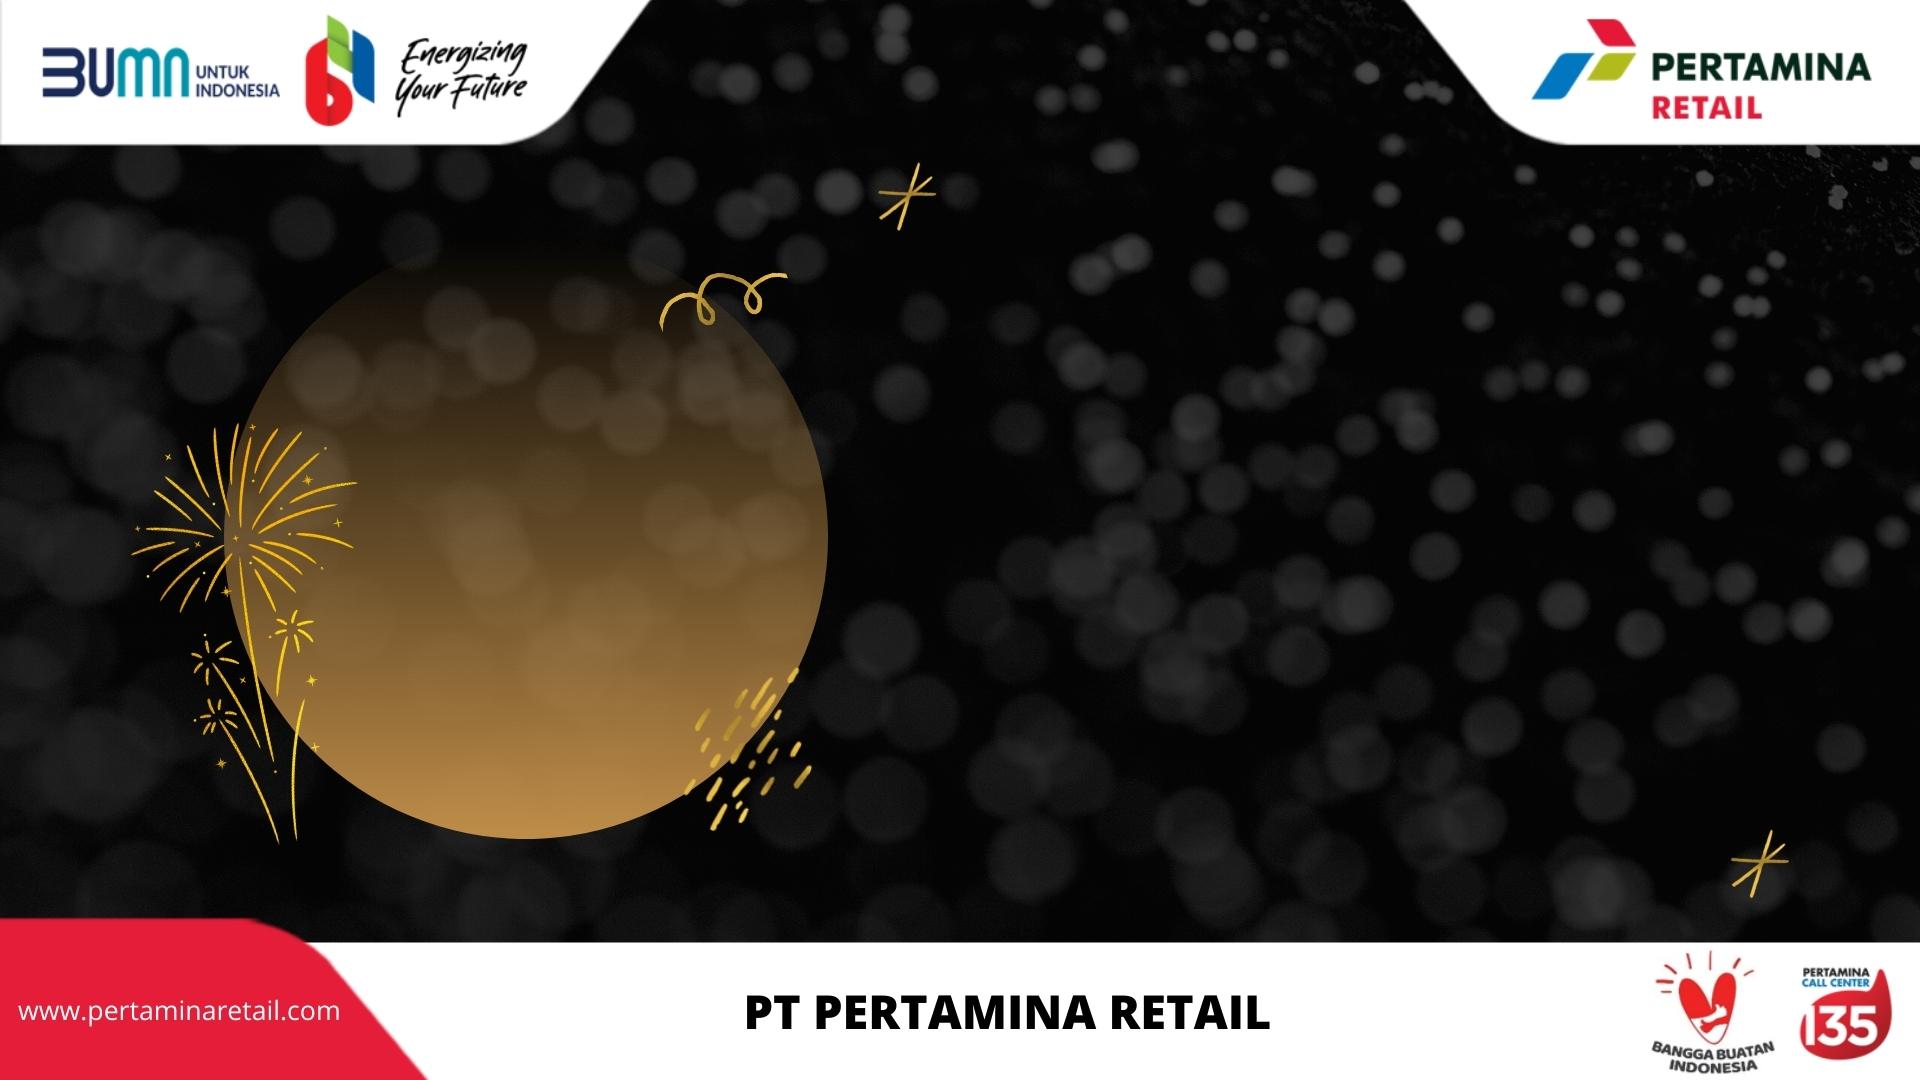 BUMN UNTUK
INDONESIA
61
Energizing
Your Future
PERTAMINA
RETAIL
www.pertaminaretail.com
PT PERTAMINA RETAIL
BANGGA BUATAN
INDONESIA
PERTAMINA
CALL CENTER
135